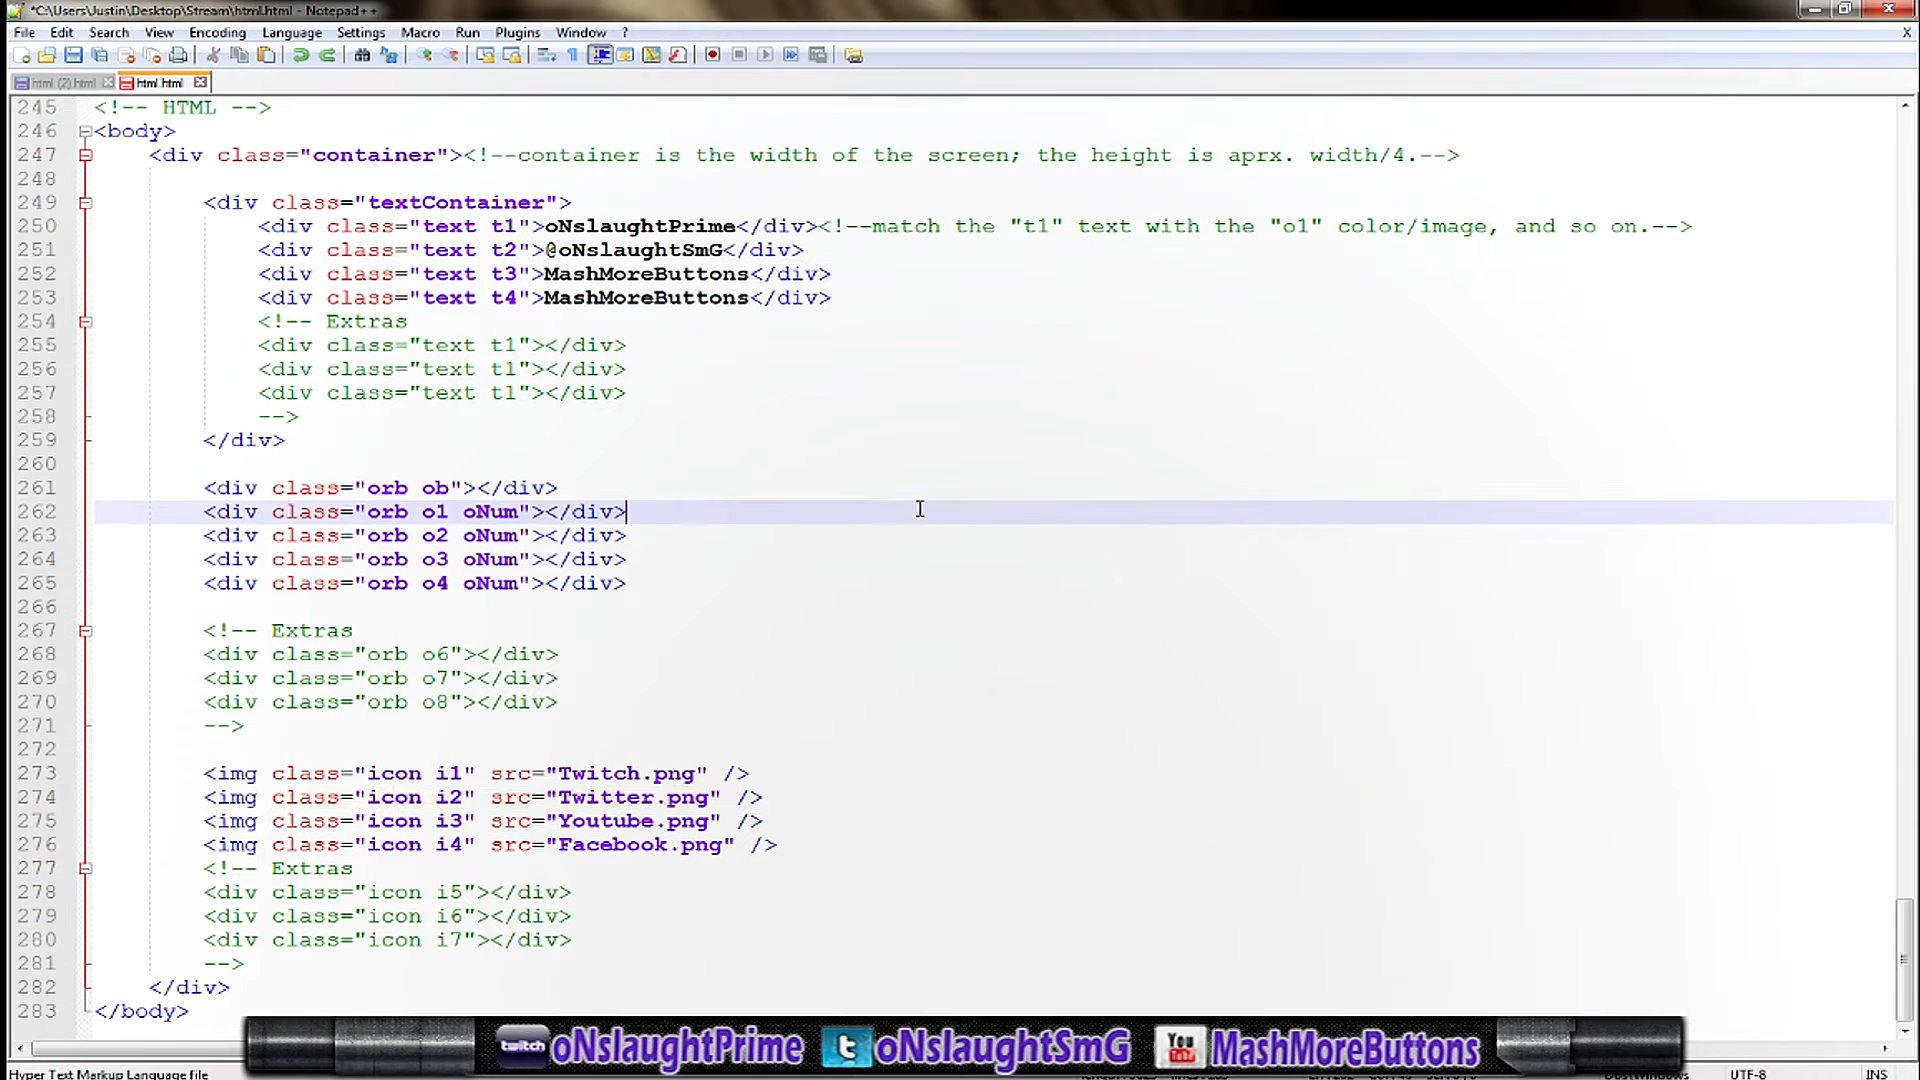 *C:\Users\Justin\Desktop\Stream\html.html - Notepad++
File Edit Search View Encoding Language Settings Macro Run Plugins Window ? X
html (2).html html.html
245 <!-- HTML -->
246 <body>
247 <div class="container"><!--container is the width of the screen; the height is aprx. width/4.-->
248
249 <div class="textContainer">
250 <div class="text t1">oNslaughtPrime</div><!--match the "t1" text with the "o1" color/image, and so on.-->
251 <div class="text t2">@oNslaughtSmG</div>
252 <div class="text t3">MashMoreButtons</div>
253 <div class="text t4">MashMoreButtons</div>
254 <!-- Extras
255 <div class="text t1"></div>
256 <div class="text t1"></div>
257 <div class="text t1"></div>
258 -->
259 </div>
260
261 <div class="orb ob"></div>
262 <div class="orb o1 oNum"></div>
263 <div class="orb o2 oNum"></div>
264 <div class="orb o3 oNum"></div>
265 <div class="orb o4 oNum"></div>
266
267 <!-- Extras
268 <div class="orb o6"></div>
269 <div class="orb o7"></div>
270 <div class="orb o8"></div>
271 -->
272
273 <img class="icon i1" src="Twitch.png" />
274 <img class="icon i2" src="Twitter.png" />
275 <img class="icon i3" src="Youtube.png" />
276 <img class="icon i4" src="Facebook.png" />
277 <!-- Extras
278 <div class="icon i5"></div>
279 <div class="icon i6"></div>
280 <div class="icon i7"></div>
281 -->
282 </div>
283 </body>
twitch oNslaughtPrime t oNslaughtSmG You Tube MashMoreButtons
Hyper Text Markup Language file UTF-8 INS